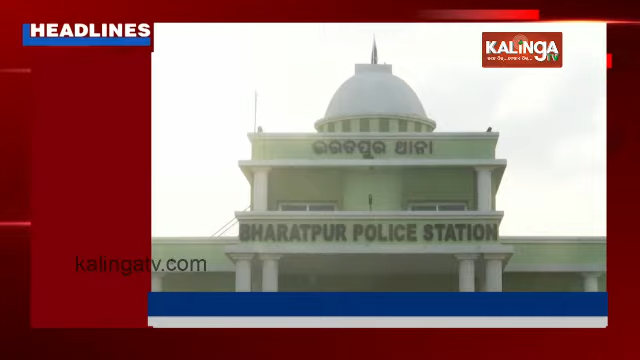 HEADLINES
KALINGA TV
ଭରତପୁର ଥାନା
BHARATPUR POLICE STATION
kalingatv.com